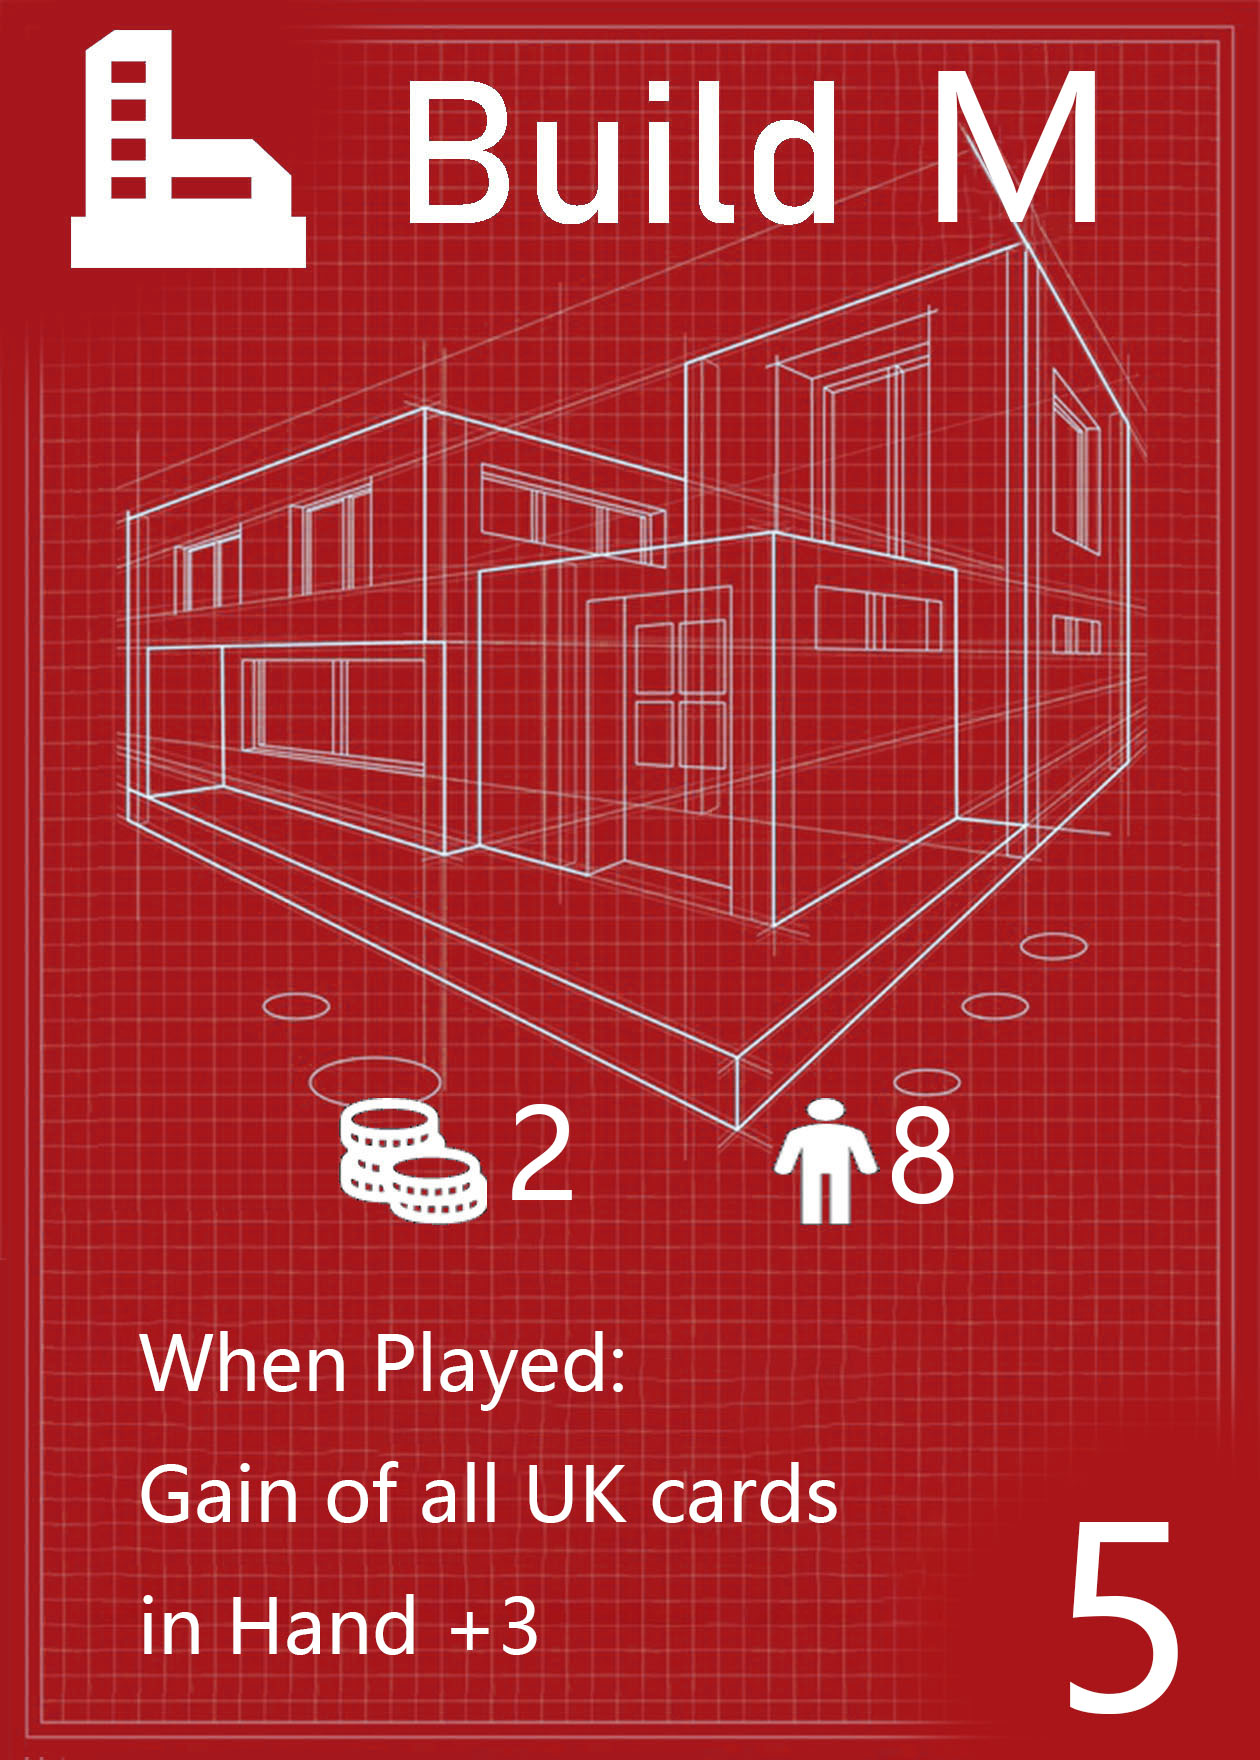 Build M
2 8
When Played:
Gain of all UK cards
in Hand +3
5